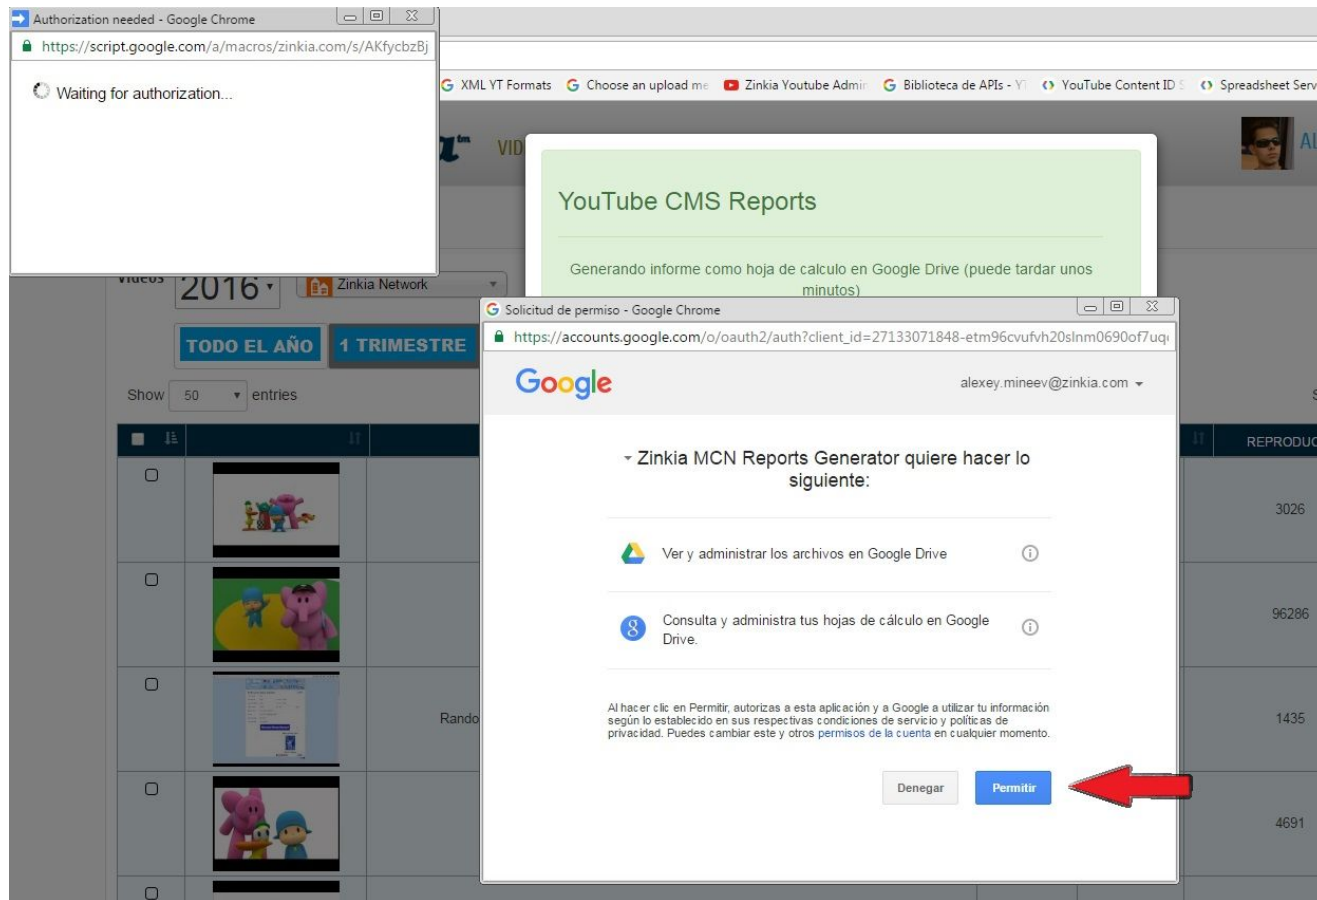 Authorization needed - Google Chrome
https://script.google.com/a/macros/zinkia.com/s/AKfycbzBj
Waiting for authorization...
XML YT Formats Choose an upload me Zinkia Youtube Admin Biblioteca de APIs - YT YouTube Content ID S Spreadsheet Serv
tm VID AL
YouTube CMS Reports
Generando informe como hoja de calculo en Google Drive (puede tardar unos
minutos)
Videos 2016 Zinkia Network
TODO EL AÑO 1 TRIMESTRE
Show 50 entries
REPRODUC
3026
96286
Rando 1435
4691
Solicitud de permiso - Google Chrome
https://accounts.google.com/o/oauth2/auth?client_id=27133071848-etm96cvufvh20slnm0690of7uq
Google alexey.mineev@zinkia.com
Zinkia MCN Reports Generator quiere hacer lo
siguiente:
Ver y administrar los archivos en Google Drive
Consulta y administra tus hojas de cálculo en Google
Drive.
Al hacer clic en Permitir, autorizas a esta aplicación y a Google a utilizar tu información
según lo establecido en sus respectivas condiciones de servicio y políticas de
privacidad. Puedes cambiar este y otros permisos de la cuenta en cualquier momento.
Denegar Permitir